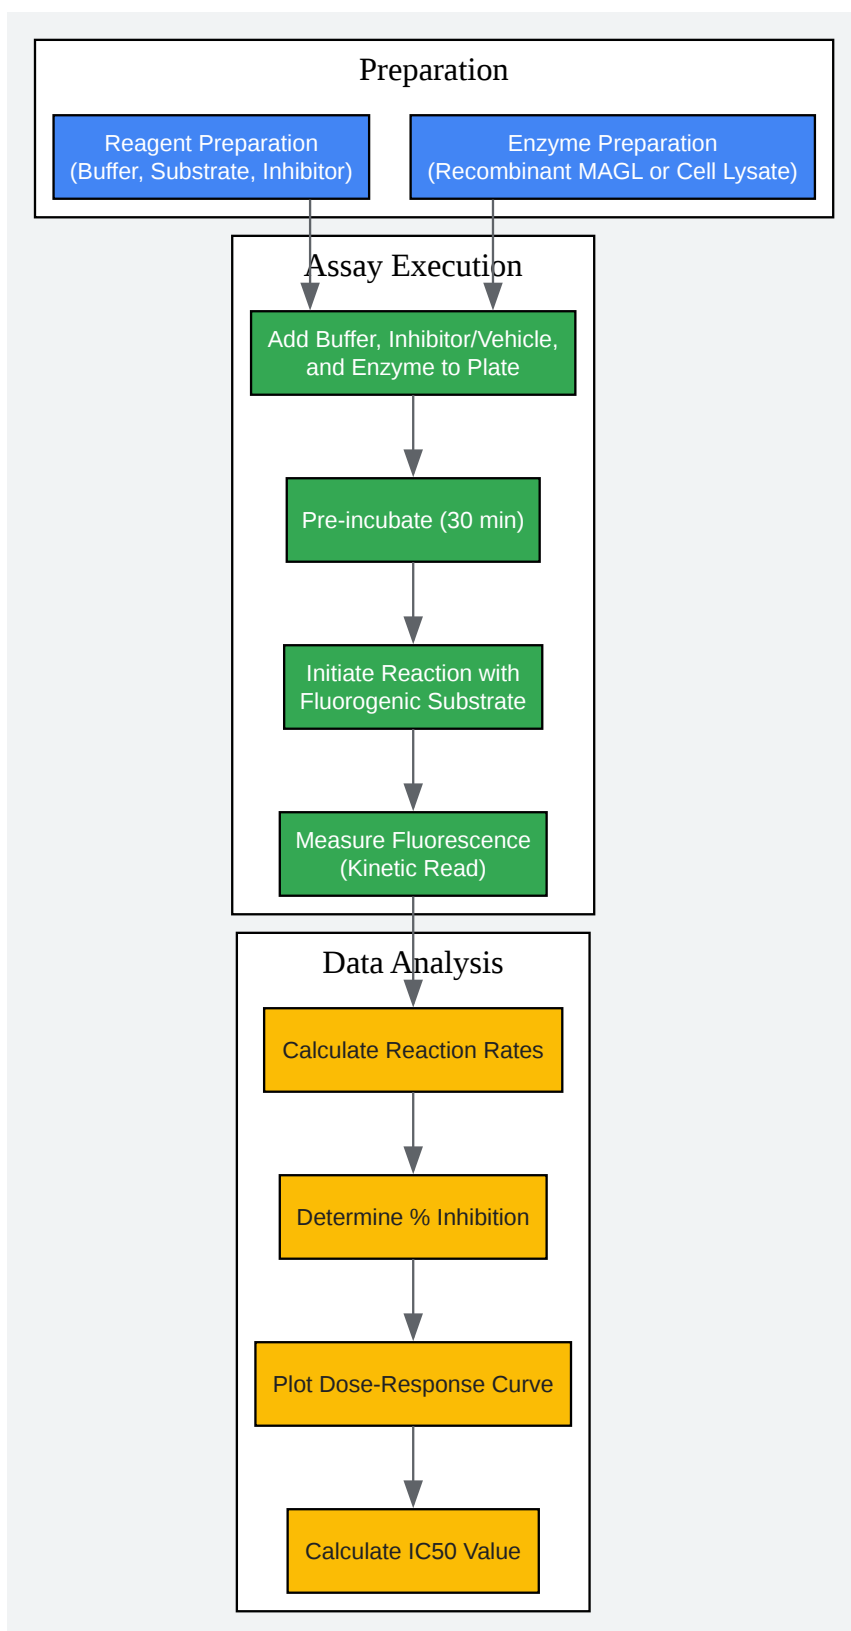 Preparation
Reagent Preparation
(Buffer, Substrate, Inhibitor)
Enzyme Preparation
(Recombinant MAGL or Cell Lysate)
Assay Execution
Add Buffer, Inhibitor/Vehicle,
and Enzyme to Plate
Pre-incubate (30 min)
Initiate Reaction with
Fluorogenic Substrate
Measure Fluorescence
(Kinetic Read)
Data Analysis
Calculate Reaction Rates
Determine % Inhibition
Plot Dose-Response Curve
Calculate IC50 Value